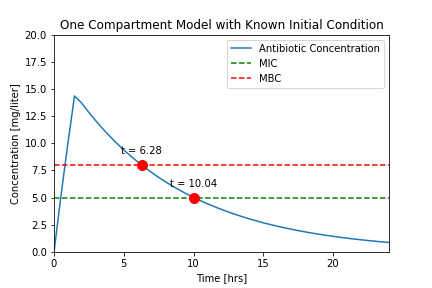 One Compartment Model with Known Initial Condition
Concentration [mg/liter]
20.0
17.5
15.0
12.5
10.0
7.5
5.0
2.5
0.0
Antibiotic Concentration
MIC
MBC
t = 6.28
t = 10.04
0
5
10
15
20
Time [hrs]